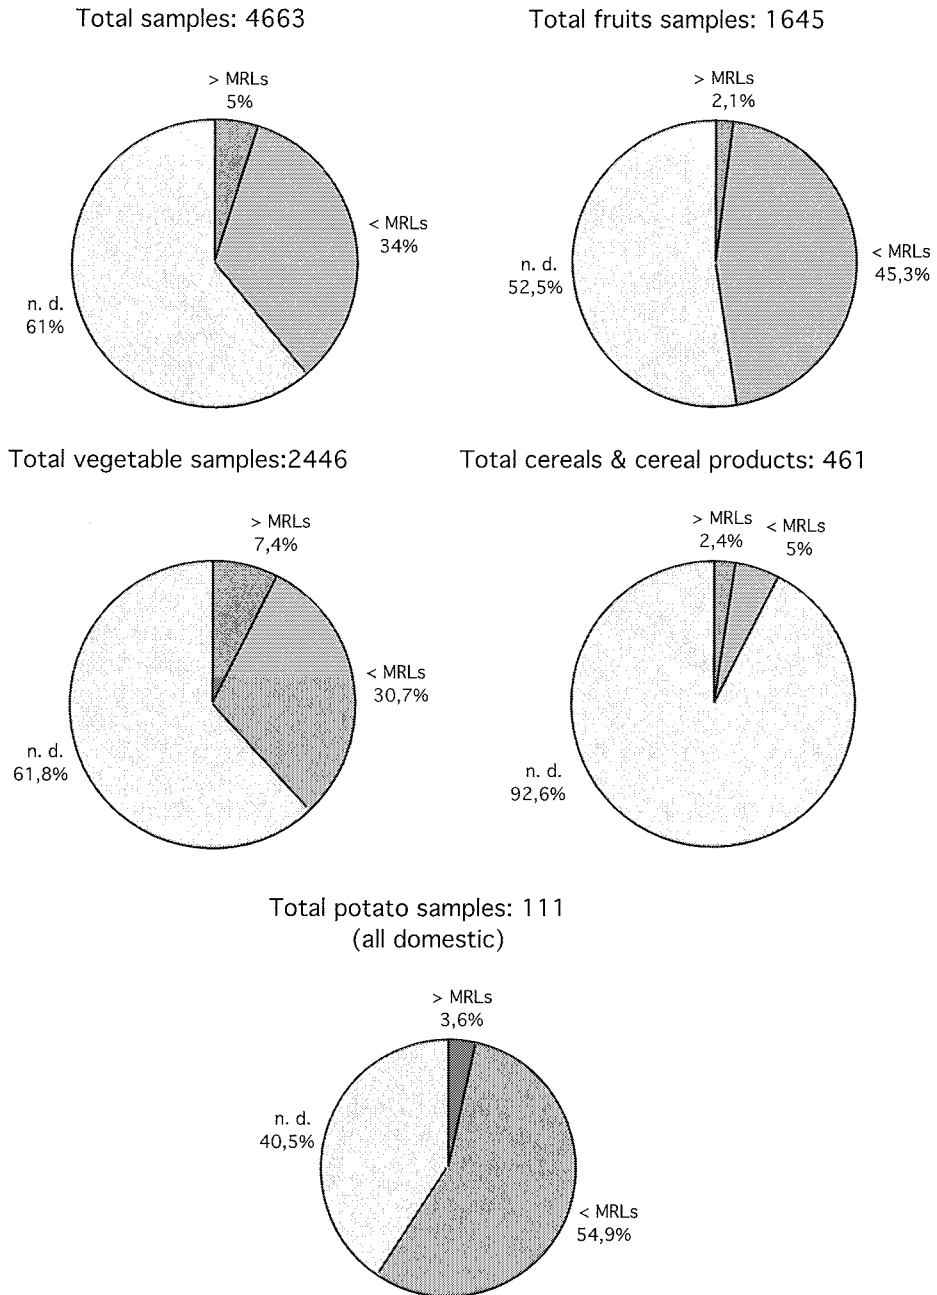 Total samples: 4663
> MRLs
5%
< MRLs
34%
n. d.
61%
Total fruits samples: 1645
> MRLs
2,1%
< MRLs
45,3%
n. d.
52,5%
Total vegetable samples:2446
> MRLs
7,4%
< MRLs
30,7%
n. d.
61,8%
Total cereals & cereal products: 461
> MRLs
2,4%
< MRLs
5%
n. d.
92,6%
Total potato samples: 111
(all domestic)
> MRLs
3,6%
n. d.
40,5%
< MRLs
54,9%